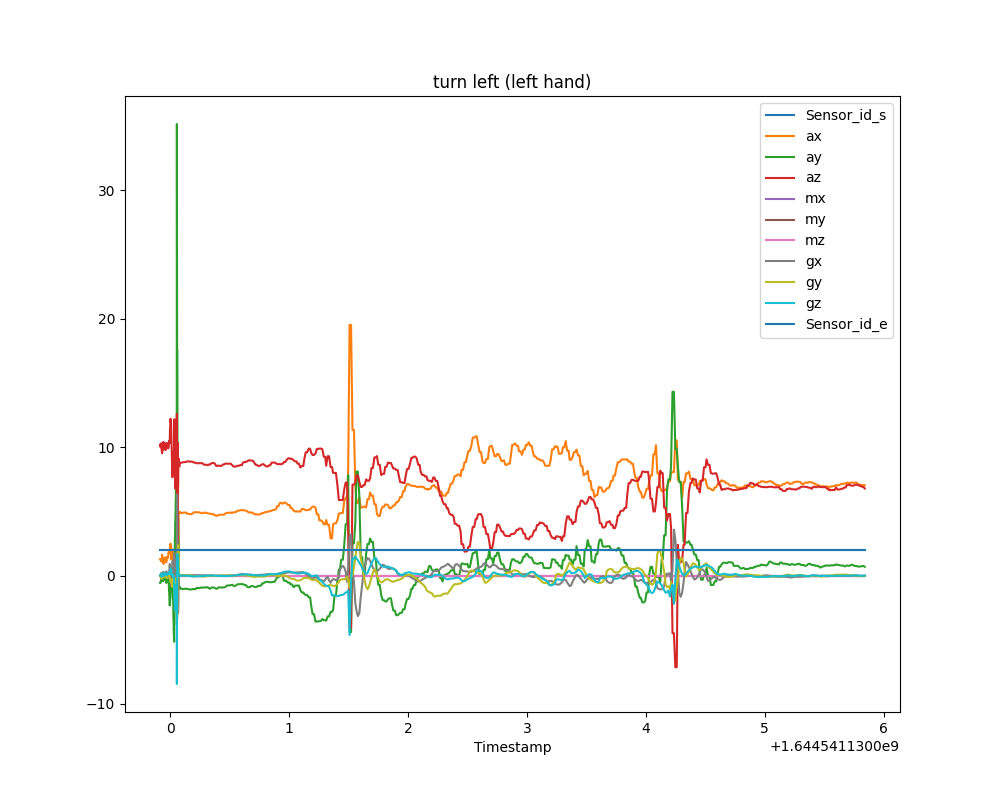 turn left (left hand)
Sensor_id_s
ax
ay
az
mx
my
mz
gx
gy
gz
Sensor_id_e
30
20
10
0
−10
0 1 2 3 4 5 6
Timestamp
+1.6445411300e9